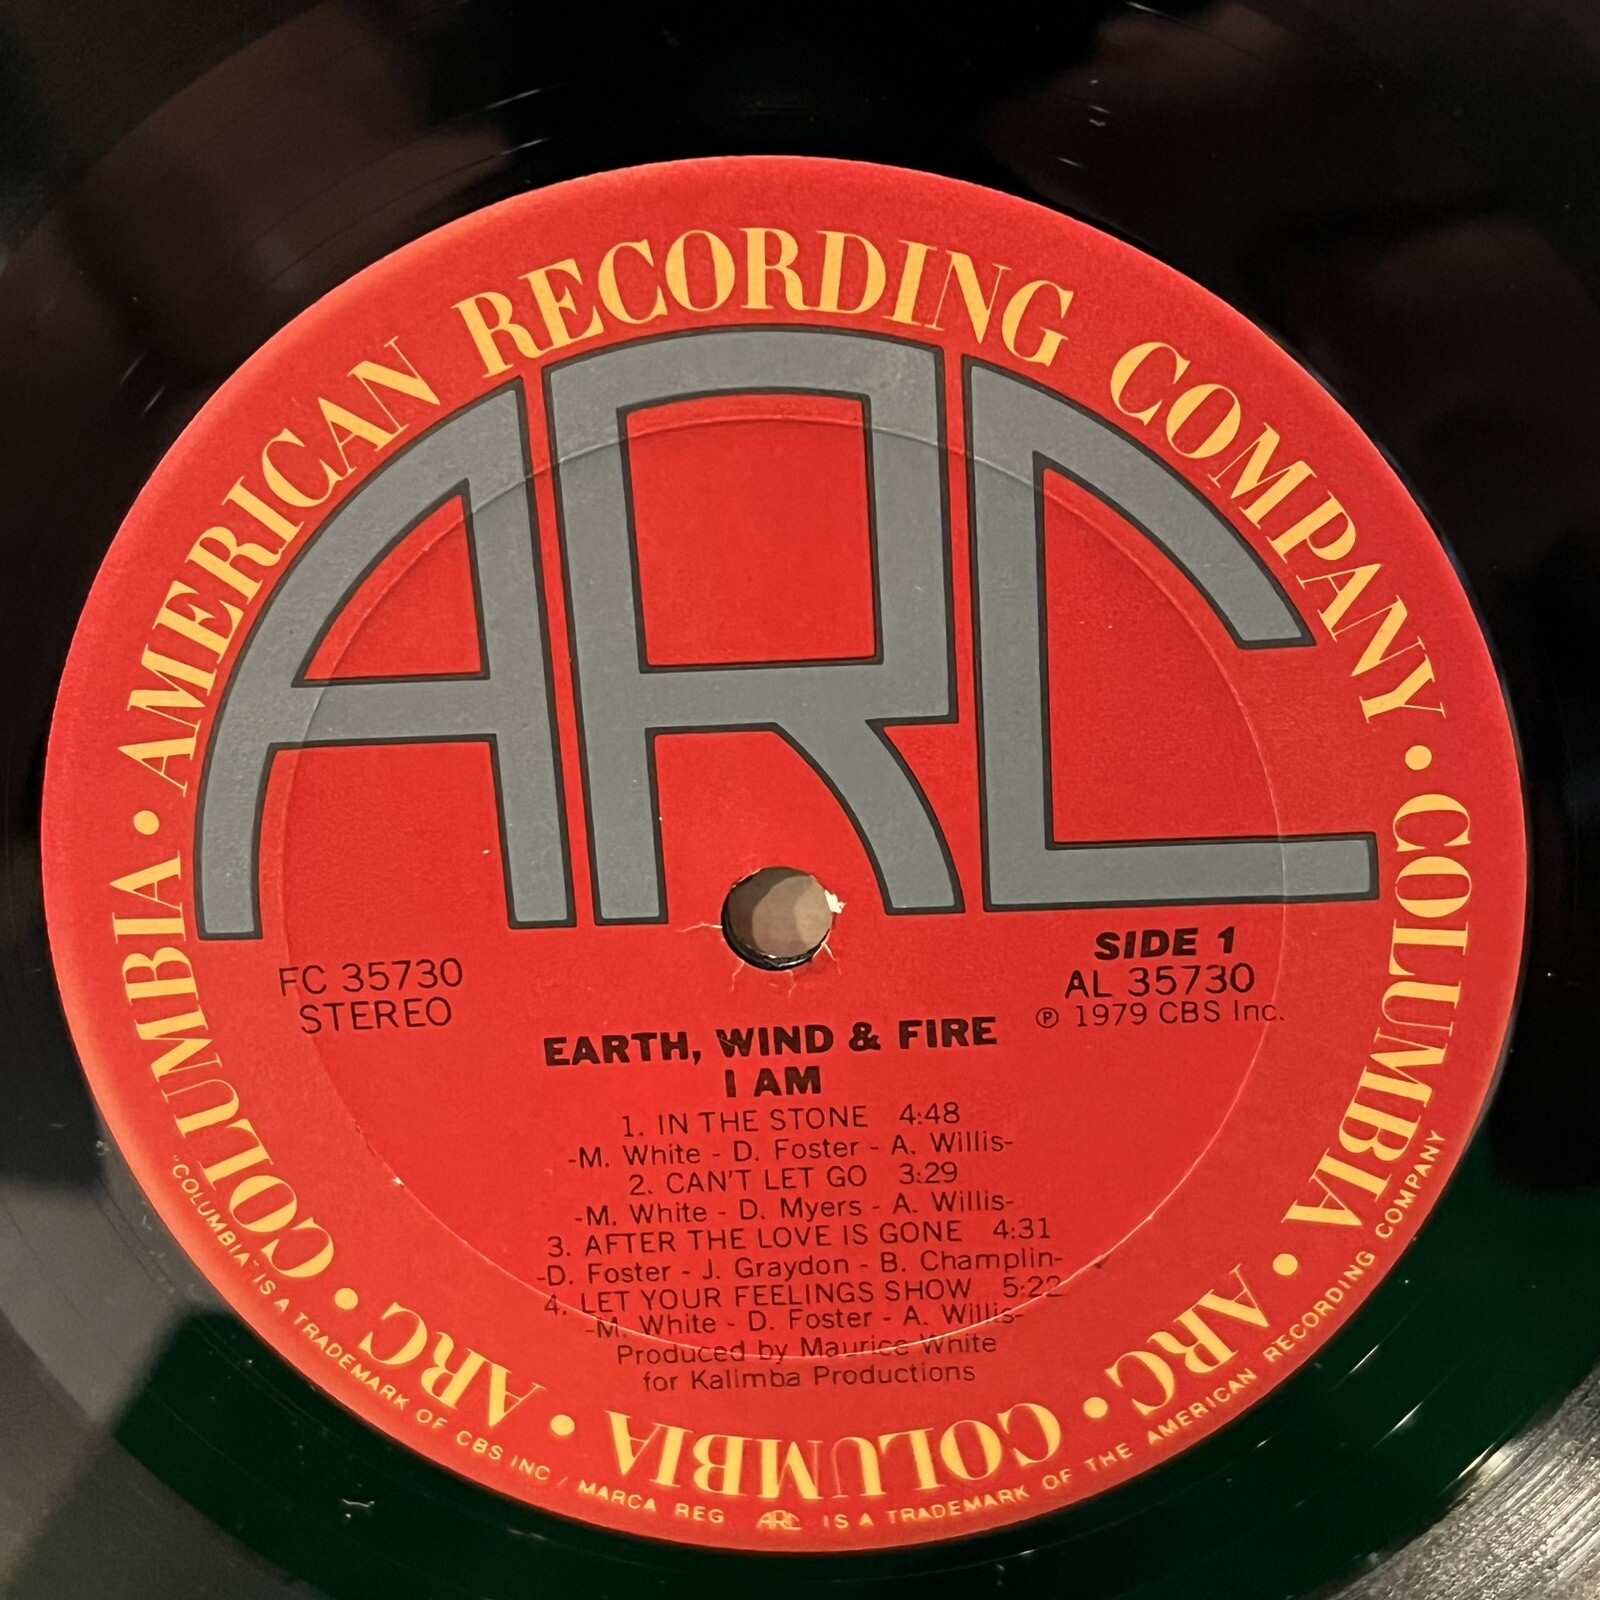 AMERICAN RECORDING COMPANY • COLUMBIA • ARC • COLUMBIA • ARC • COLUMBIA •
ARC
FC 35730
STEREO
SIDE 1
AL 35730
℗ 1979 CBS Inc.
EARTH, WIND & FIRE
I AM
1. IN THE STONE 4:48
-M. White - D. Foster - A. Willis-
2. CAN'T LET GO 3:29
-M. White - D. Myers - A. Willis-
3. AFTER THE LOVE IS GONE 4:31
-D. Foster - J. Graydon - B. Champlin-
4. LET YOUR FEELINGS SHOW 5:22
-M. White - D. Foster - A. Willis-
Produced by Maurice White
for Kalimba Productions
"COLUMBIA" IS A TRADEMARK OF CBS INC / MARCA REG ARC IS A TRADEMARK OF THE AMERICAN RECORDING COMPANY